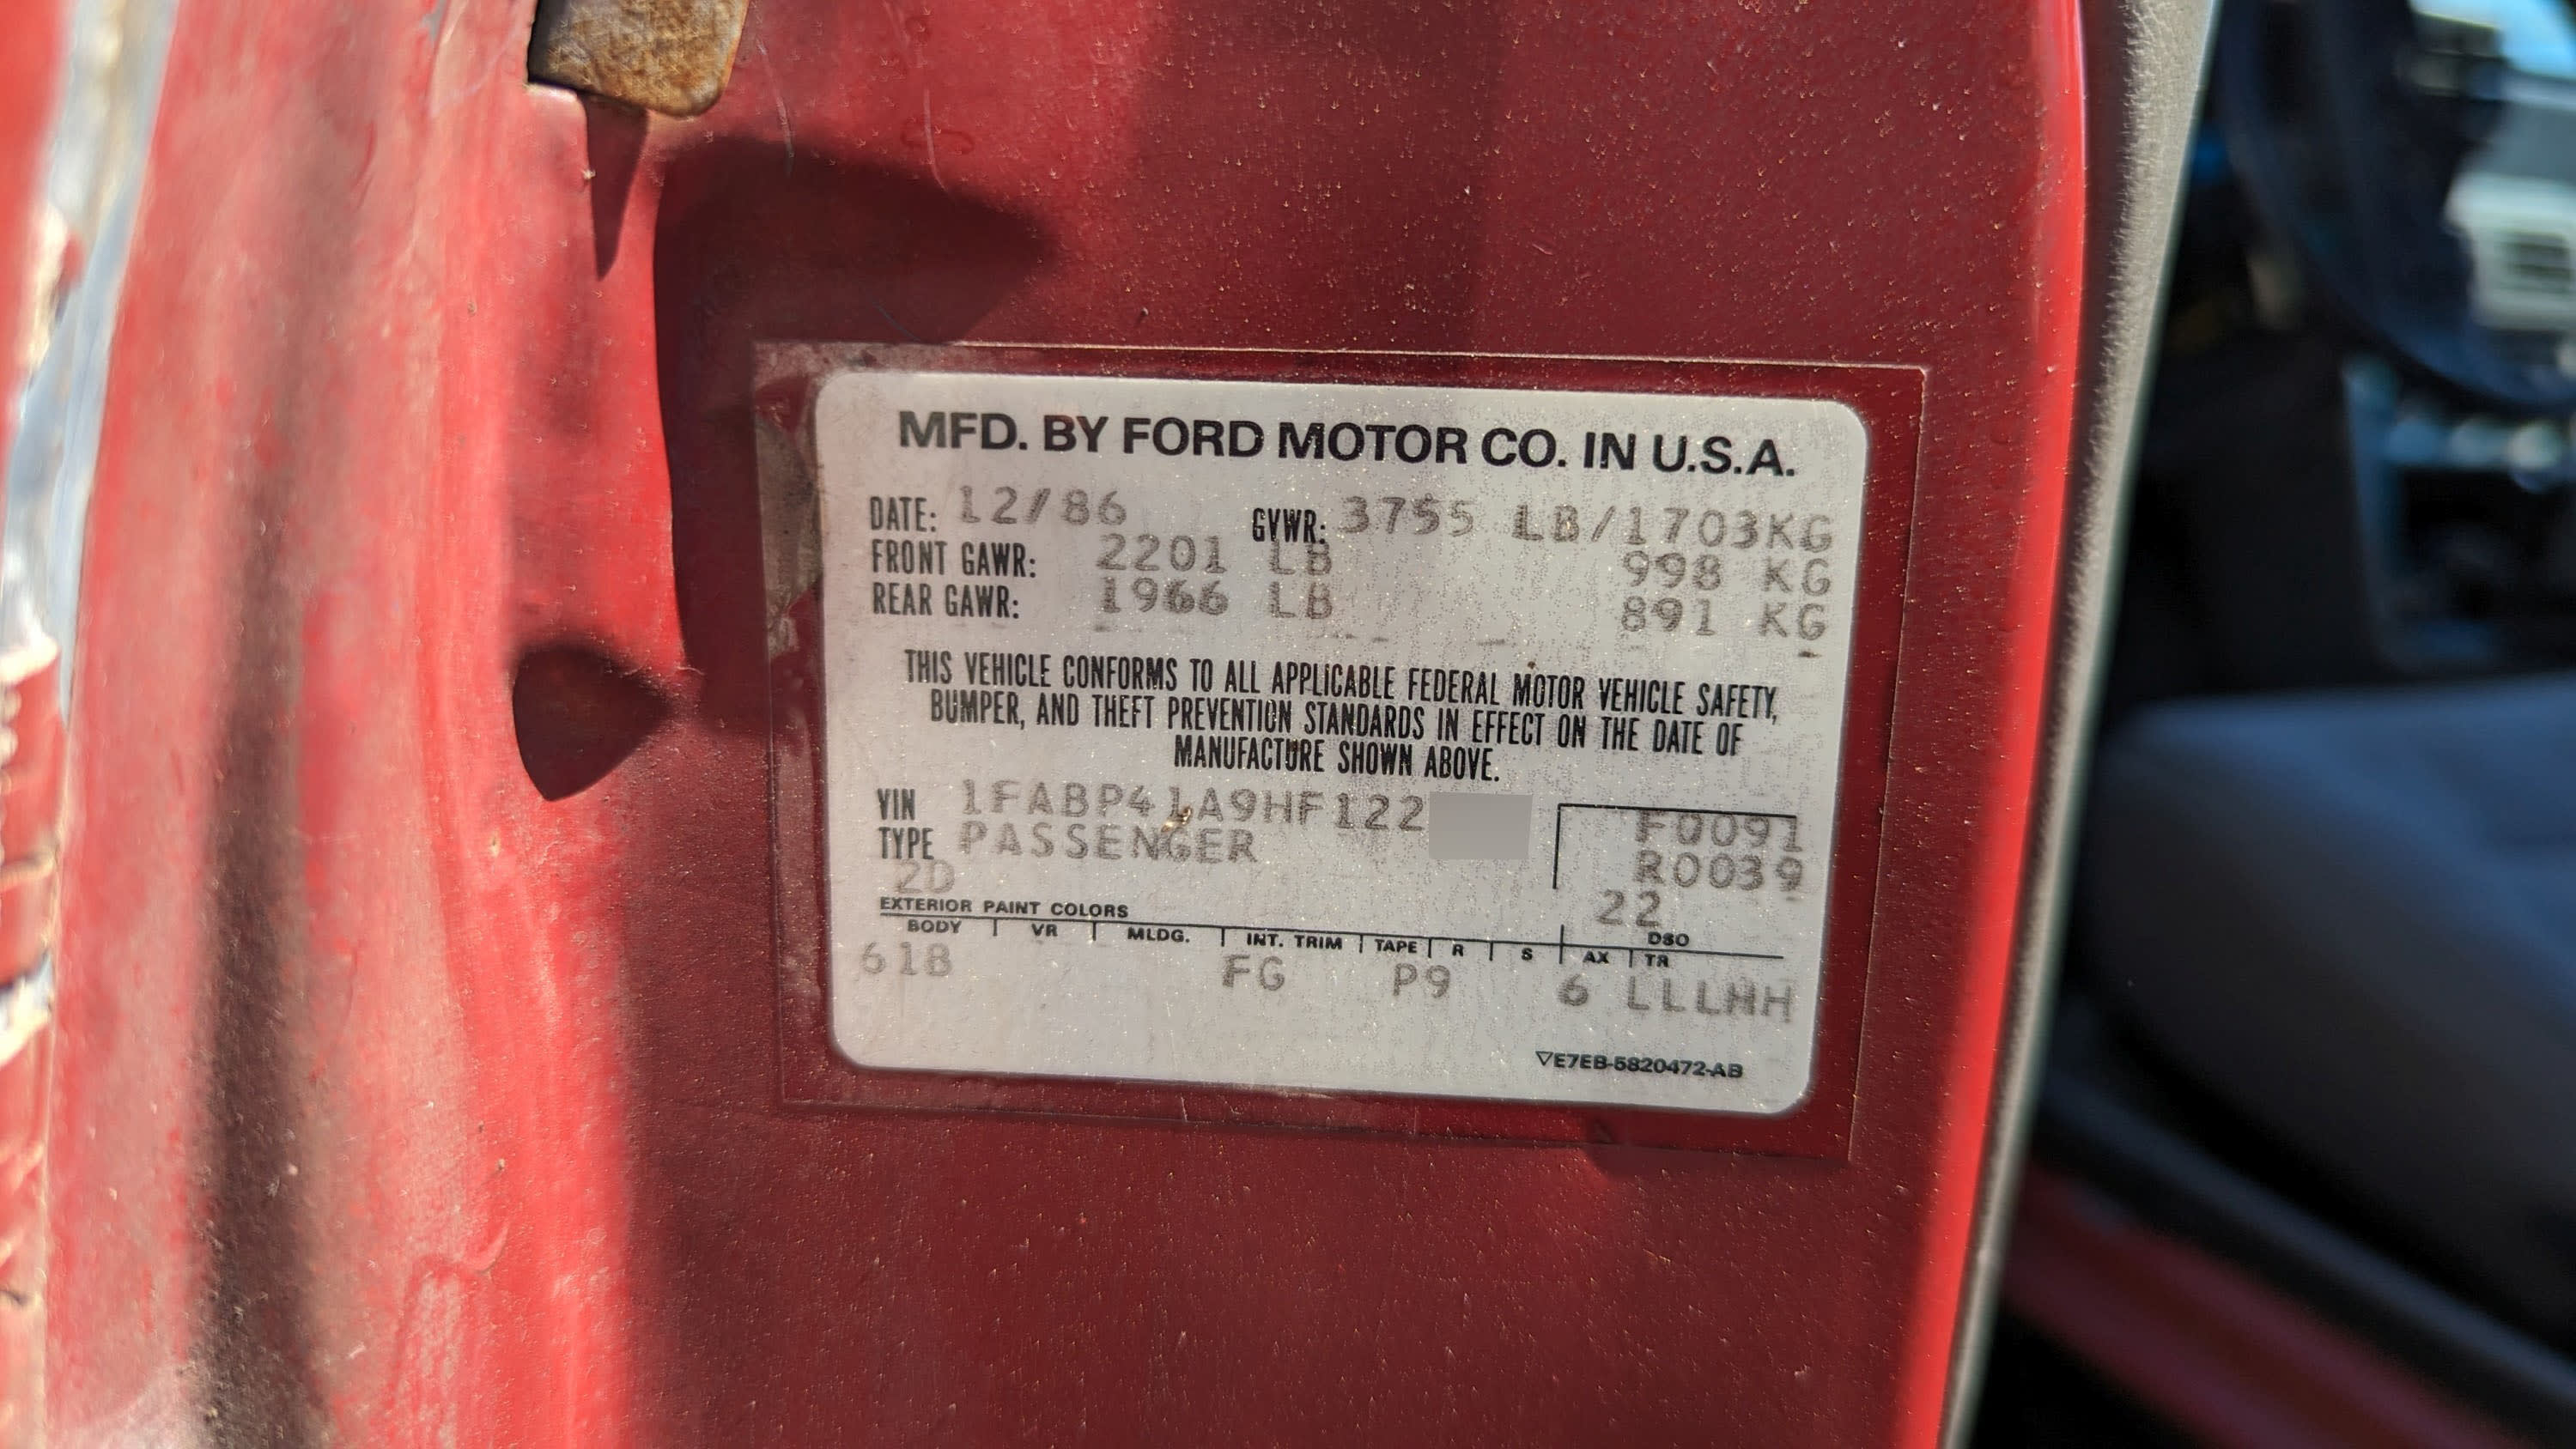 MFD. BY FORD MOTOR CO. IN U.S.A.
DATE: 12/86 GVWR: 3755 LB/1703KG
FRONT GAWR: 2201 LB 998 KG
REAR GAWR: 1966 LB 891 KG
THIS VEHICLE CONFORMS TO ALL APPLICABLE FEDERAL MOTOR VEHICLE SAFETY,
BUMPER, AND THEFT PREVENTION STANDARDS IN EFFECT ON THE DATE OF
MANUFACTURE SHOWN ABOVE.
VIN 1FABP41A9HF122 F0091
TYPE PASSENGER R0039
2D 22
EXTERIOR PAINT COLORS DSO
BODY VR MLDG. INT. TRIM TAPE R S AX TR
61B FG P9 6 LLLHH
▽E7EB-5820472-AB